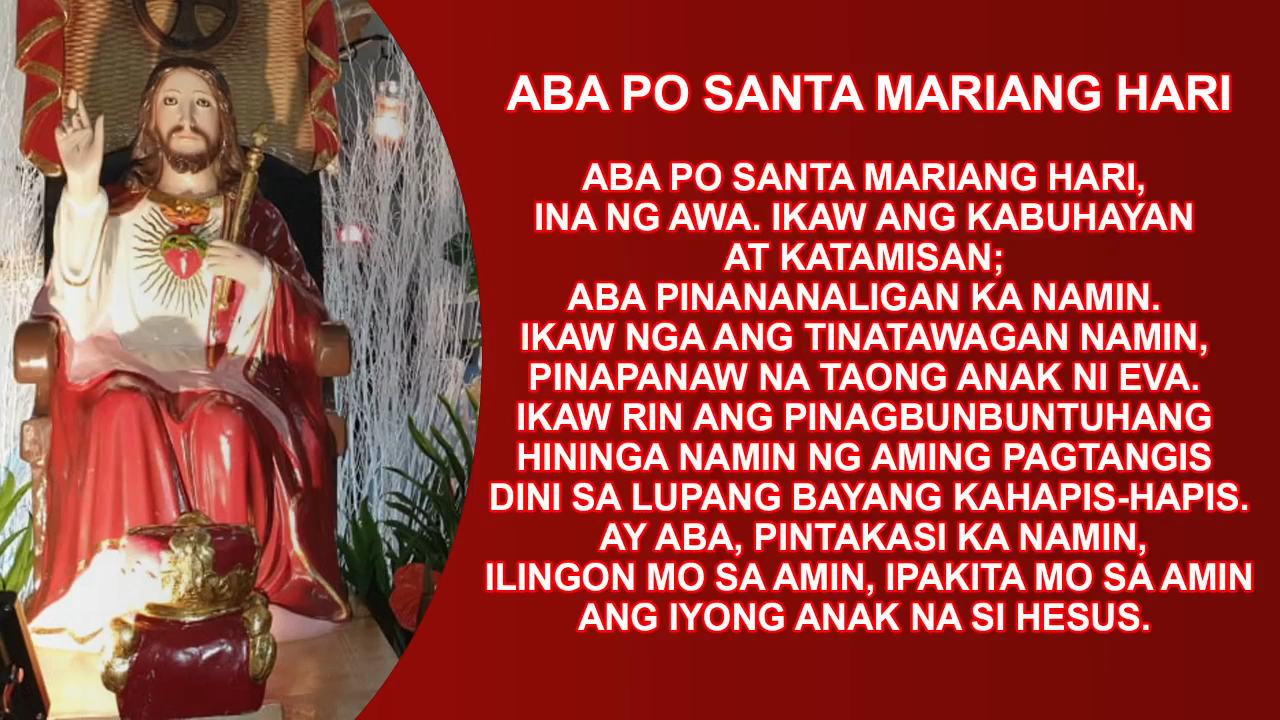 ABA PO SANTA MARIANG HARI
ABA PO SANTA MARIANG HARI,
INA NG AWA. IKAW ANG KABUHAYAN
AT KATAMISAN;
ABA PINANANALIGAN KA NAMIN.
IKAW NGA ANG TINATAWAGAN NAMIN,
PINAPANAW NA TAONG ANAK NI EVA.
IKAW RIN ANG PINAGBUNBUNTUHANG
HININGA NAMIN NG AMING PAGTANGIS
DINI SA LUPANG BAYANG KAHAPIS-HAPIS.
AY ABA, PINTAKASI KA NAMIN,
ILINGON MO SA AMIN, IPAKITA MO SA AMIN
ANG IYONG ANAK NA SI HESUS.